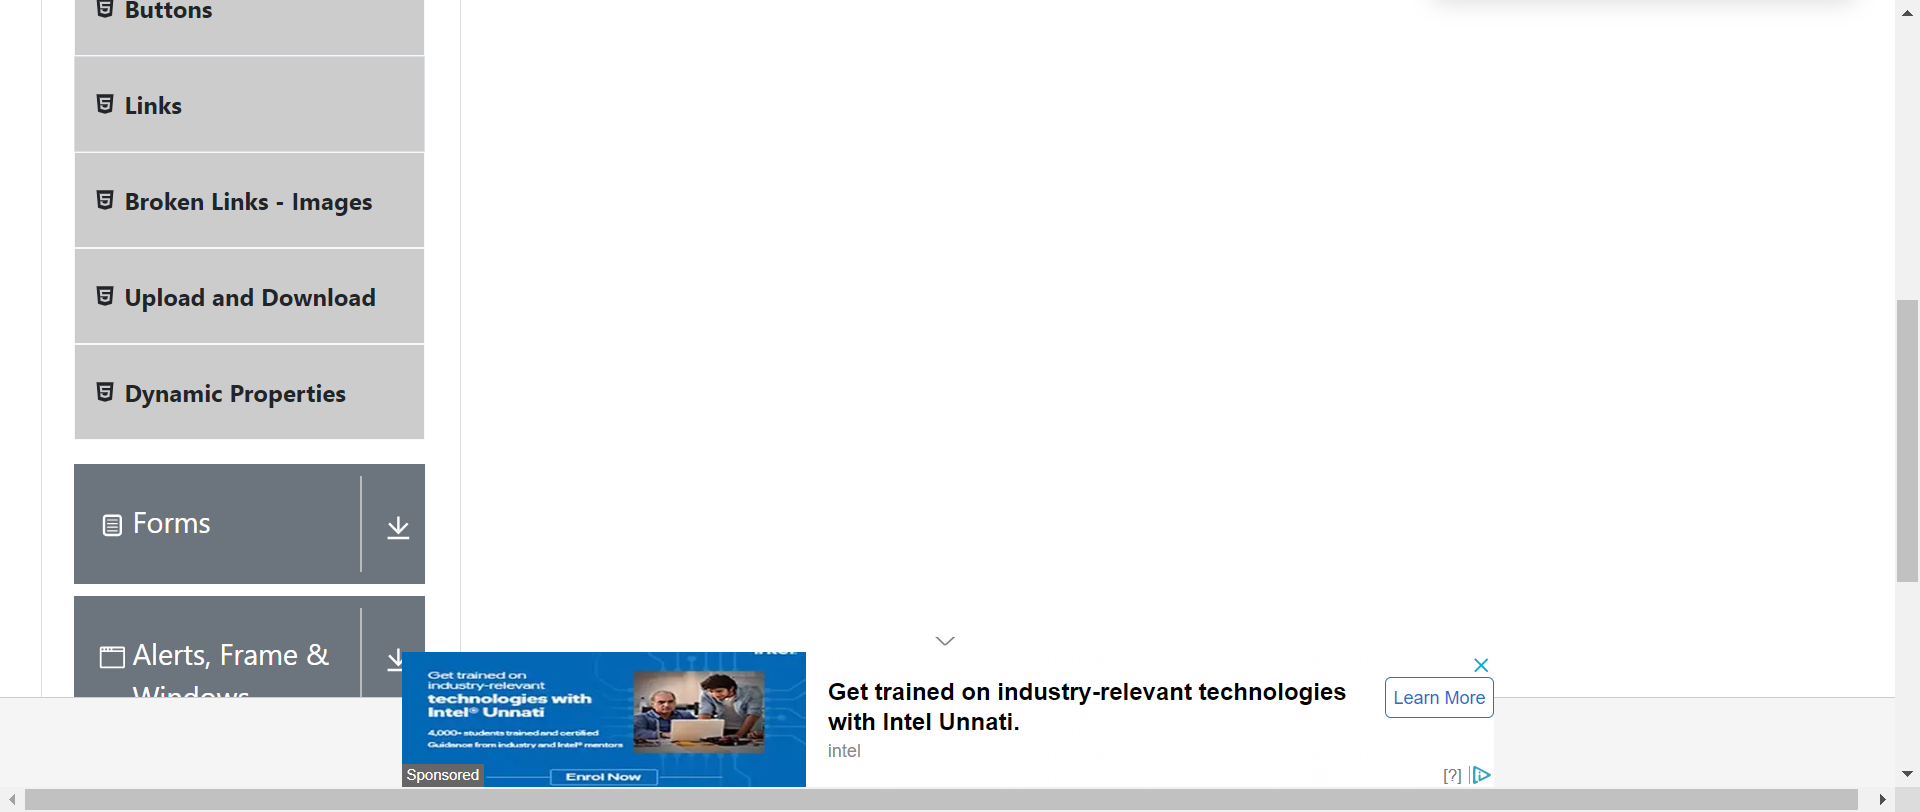 Buttons
Links
Broken Links - Images
Upload and Download
Dynamic Properties
Forms
Alerts, Frame &
Windows
Get trained on
industry-relevant
technologies with
Intel® Unnati
4,000+ students trained and certified
Guidance from industry and Intel® mentors
Enrol Now
Sponsored
Get trained on industry-relevant technologies
with Intel Unnati.
intel
Learn More
[?]